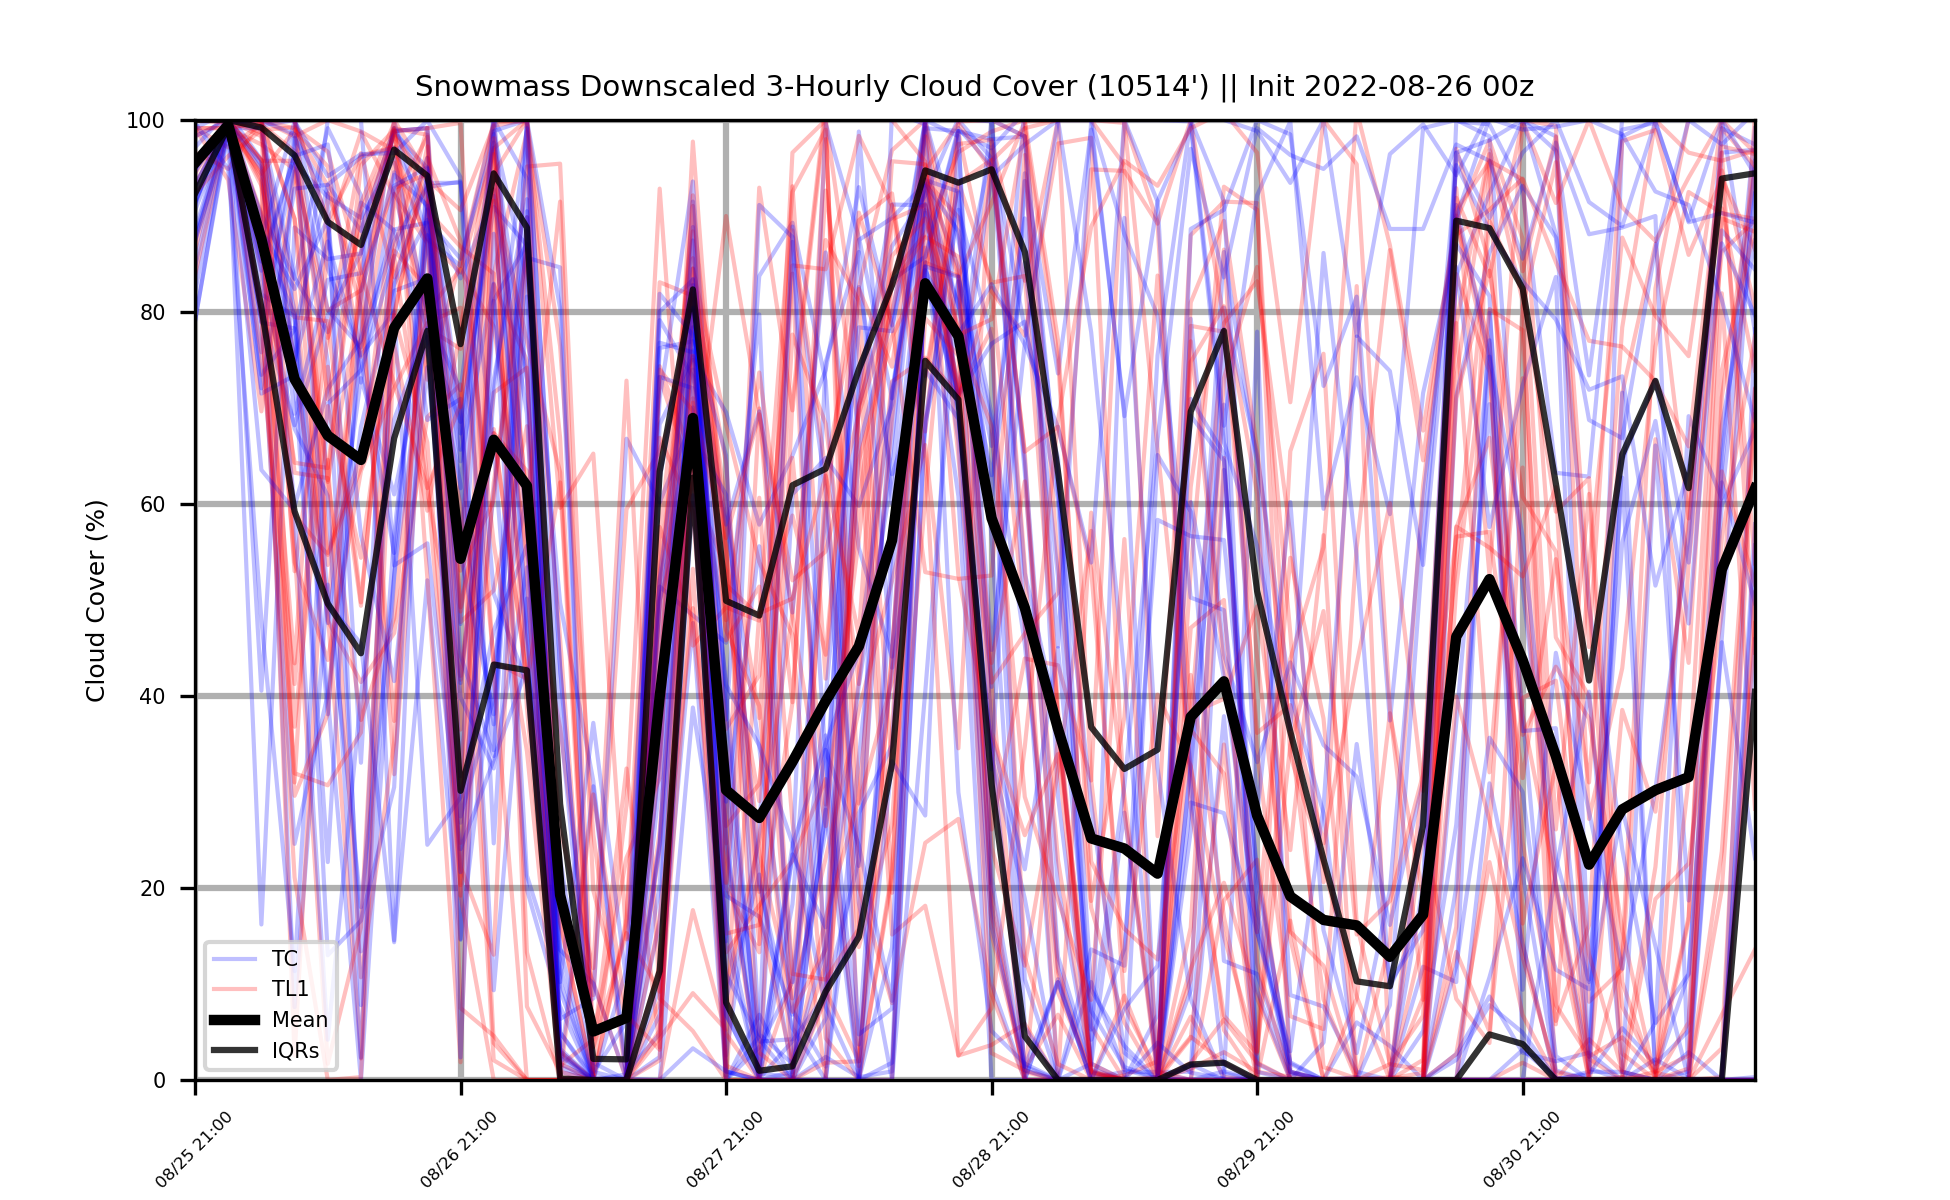 Snowmass Downscaled 3-Hourly Cloud Cover (10514') || Init 2022-08-26 00z
Cloud Cover (%)
100
80
60
40
20
0
TC
TL1
Mean
IQRs
08/25 21:00
08/26 21:00
08/27 21:00
08/28 21:00
08/29 21:00
08/30 21:00